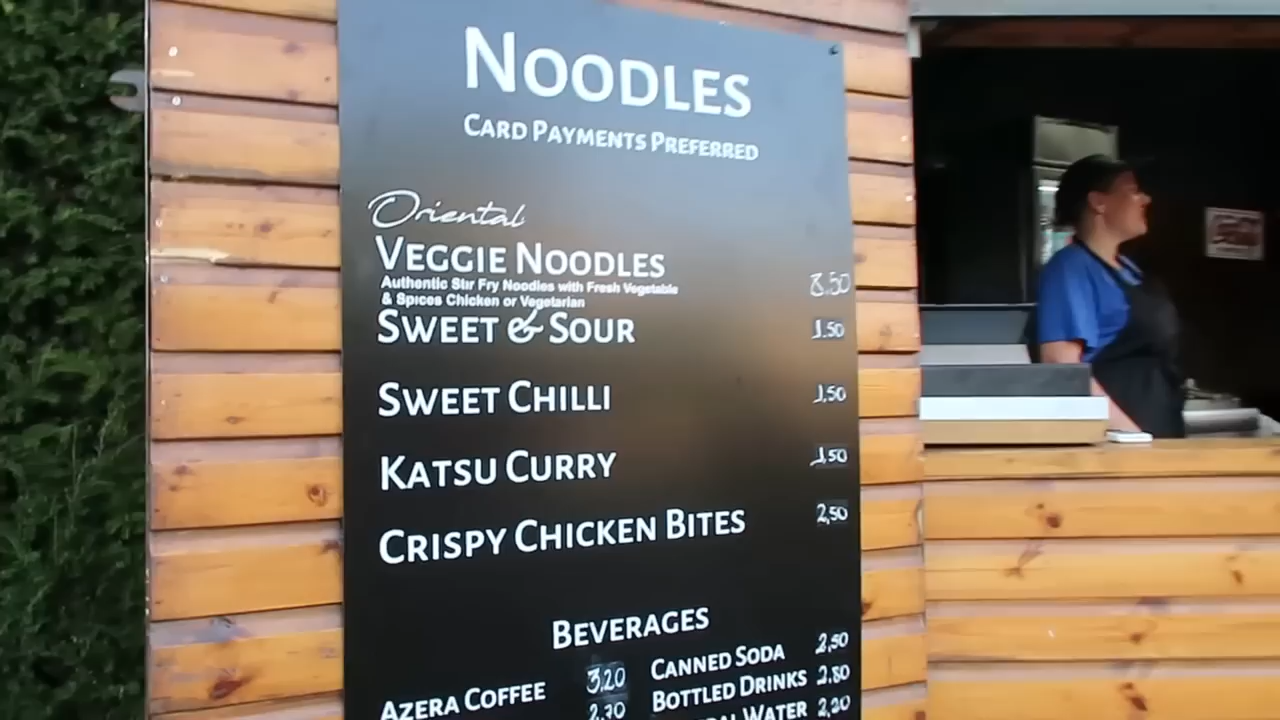 NOODLES
CARD PAYMENTS PREFERRED
Oriental
VEGGIE NOODLES 8.50
Authentic Stir Fry Noodles with Fresh Vegetable
& Spices Chicken or Vegetarian
SWEET & SOUR 1.50
SWEET CHILLI 1.50
KATSU CURRY 1.50
CRISPY CHICKEN BITES 2,50
BEVERAGES
AZERA COFFEE 3.20
2.70
CANNED SODA 2,50
BOTTLED DRINKS 2.80
WATER 2,20